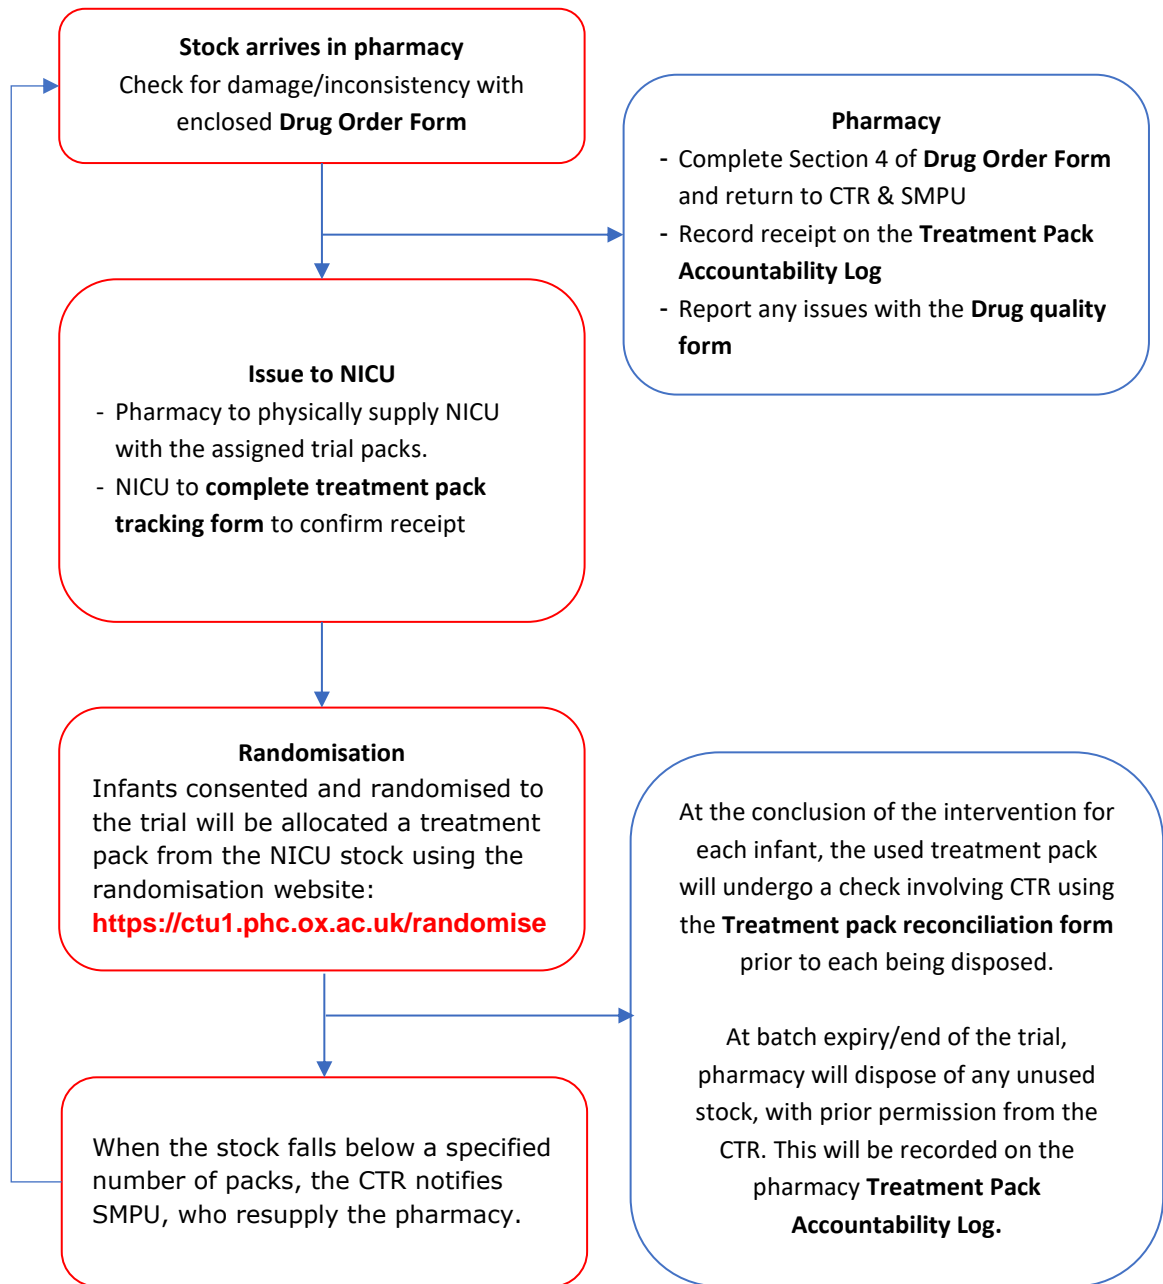 Stock arrives in pharmacy
Check for damage/inconsistency with
enclosed Drug Order Form
Pharmacy
- Complete Section 4 of Drug Order Form
and return to CTR & SMPU
- Record receipt on the Treatment Pack
Accountability Log
- Report any issues with the Drug quality
form
Issue to NICU
- Pharmacy to physically supply NICU
with the assigned trial packs.
- NICU to complete treatment pack
tracking form to confirm receipt
Randomisation
Infants consented and randomised to
the trial will be allocated a treatment
pack from the NICU stock using the
randomisation website:
https://ctu1.phc.ox.ac.uk/randomise
At the conclusion of the intervention for
each infant, the used treatment pack
will undergo a check involving CTR using
the Treatment pack reconciliation form
prior to each being disposed.
At batch expiry/end of the trial,
pharmacy will dispose of any unused
stock, with prior permission from the
CTR. This will be recorded on the
pharmacy Treatment Pack
Accountability Log.
When the stock falls below a specified
number of packs, the CTR notifies
SMPU, who resupply the pharmacy.